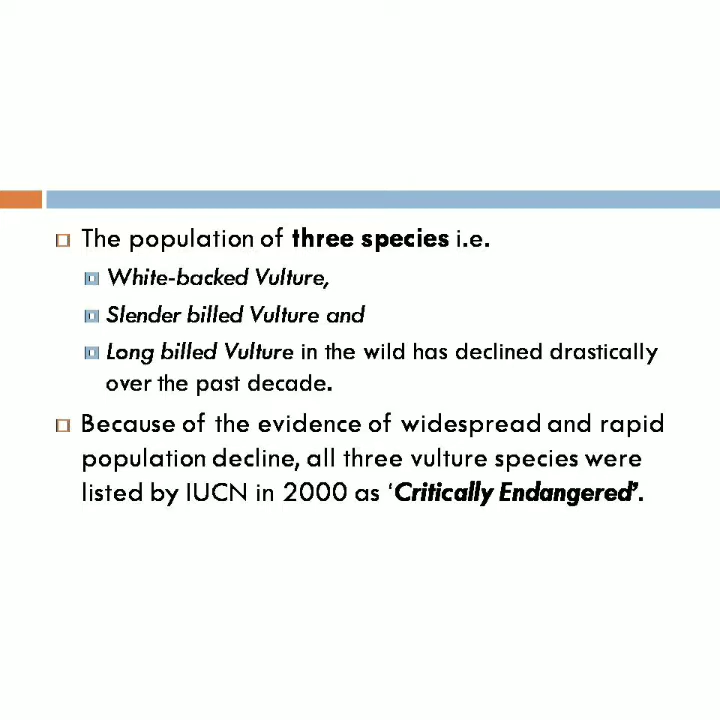 The population of three species i.e.
White-backed Vulture,
Slender billed Vulture and
Long billed Vulture in the wild has declined drastically
over the past decade.
Because of the evidence of widespread and rapid
population decline, all three vulture species were
listed by IUCN in 2000 as ‘Critically Endangered’.